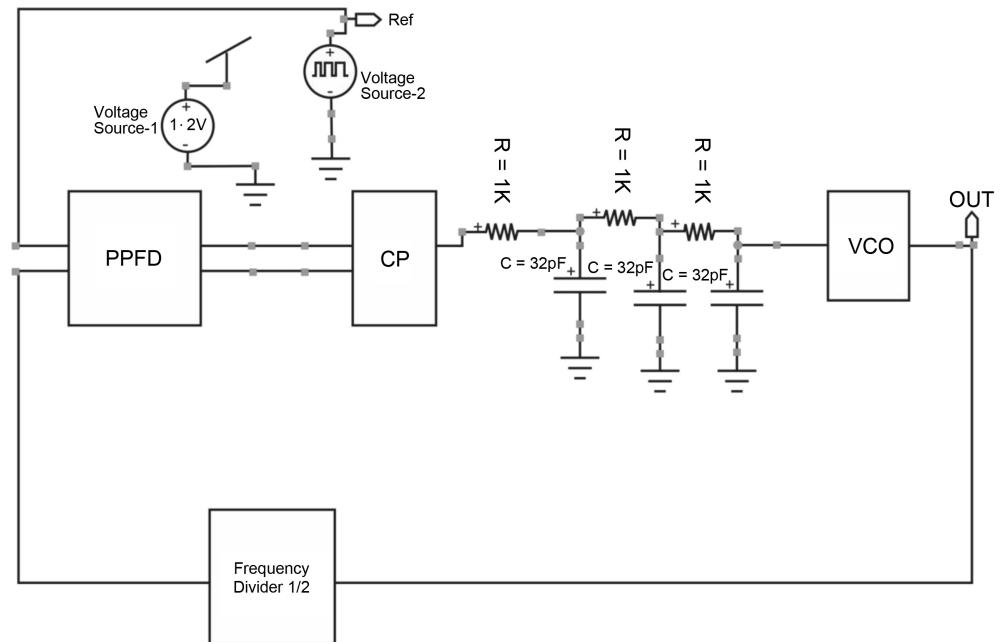 Ref
Voltage
Source-1
+
1·2V
-
+
-
Voltage
Source-2
R = 1K
R = 1K
R = 1K
PPFD
CP
+
+
+
C = 32pF
+
C = 32pF
+
C = 32pF
+
VCO
OUT
Frequency
Divider 1/2